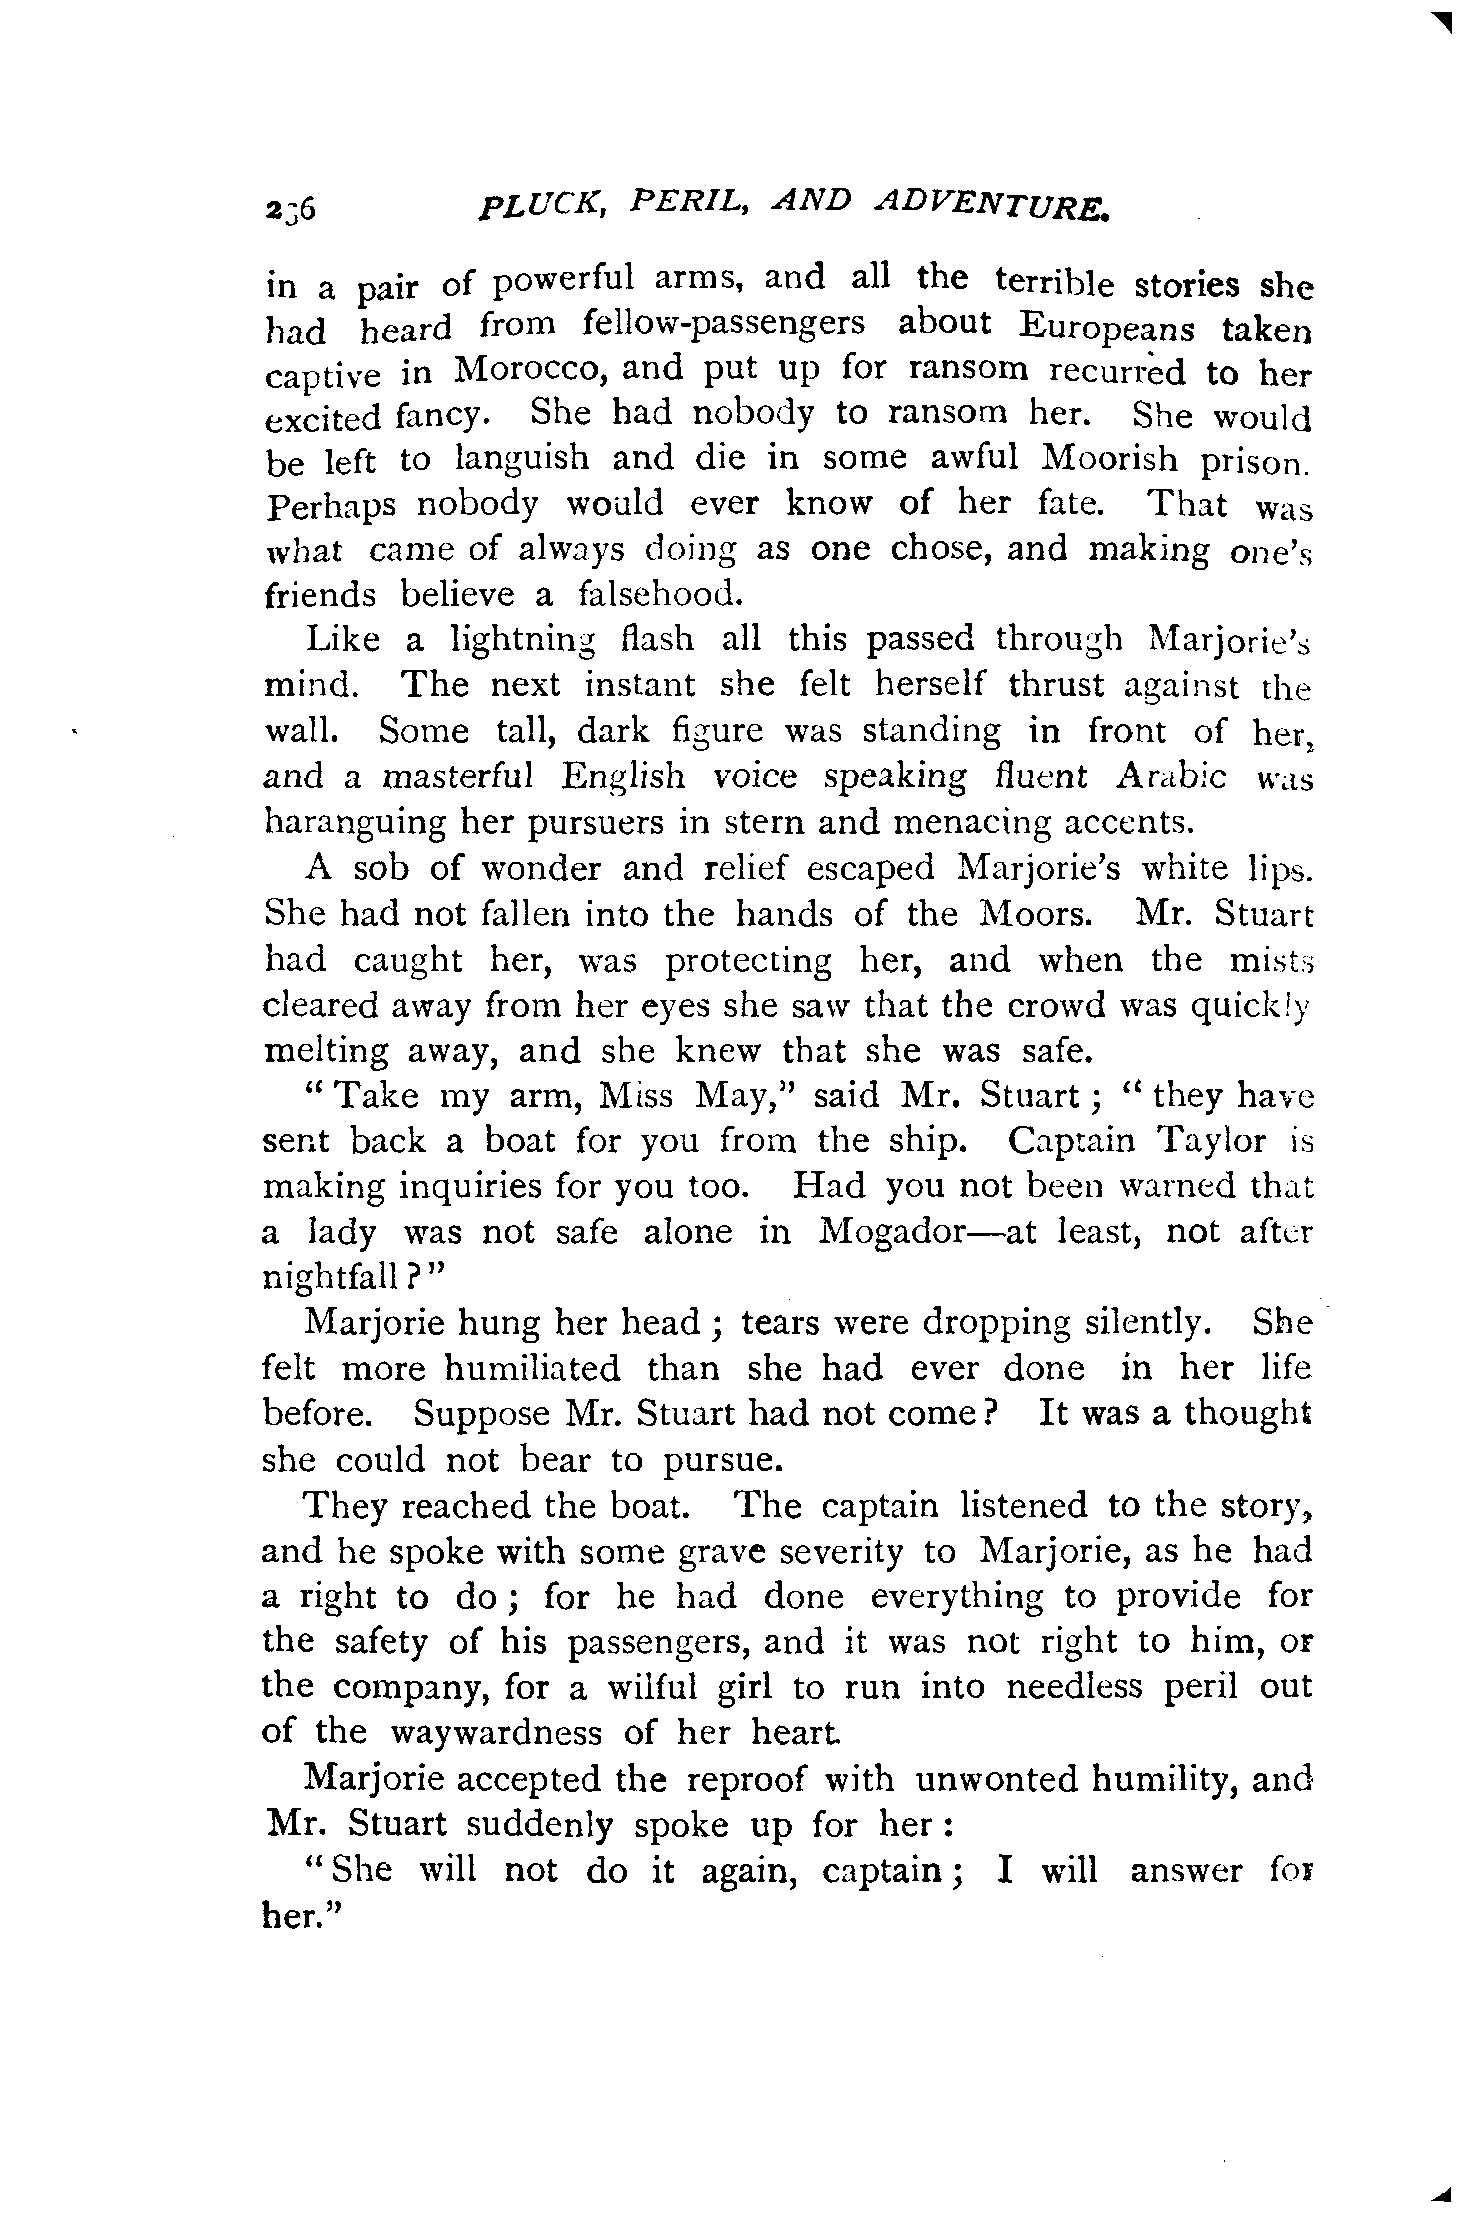 236 PLUCK, PERIL, AND ADVENTURE.
in a pair of powerful arms, and all the terrible stories she
had heard from fellow-passengers about Europeans taken
captive in Morocco, and put up for ransom recurred to her
excited fancy. She had nobody to ransom her. She would
be left to languish and die in some awful Moorish prison.
Perhaps nobody would ever know of her fate. That was
what came of always doing as one chose, and making one's
friends believe a falsehood.
Like a lightning flash all this passed through Marjorie's
mind. The next instant she felt herself thrust against the
wall. Some tall, dark figure was standing in front of her,
and a masterful English voice speaking fluent Arabic was
haranguing her pursuers in stern and menacing accents.
A sob of wonder and relief escaped Marjorie's white lips.
She had not fallen into the hands of the Moors. Mr. Stuart
had caught her, was protecting her, and when the mists
cleared away from her eyes she saw that the crowd was quickly
melting away, and she knew that she was safe.
"Take my arm, Miss May," said Mr. Stuart; "they have
sent back a boat for you from the ship. Captain Taylor is
making inquiries for you too. Had you not been warned that
a lady was not safe alone in Mogador—at least, not after
nightfall?"
Marjorie hung her head; tears were dropping silently. She
felt more humiliated than she had ever done in her life
before. Suppose Mr. Stuart had not come? It was a thought
she could not bear to pursue.
They reached the boat. The captain listened to the story,
and he spoke with some grave severity to Marjorie, as he had
a right to do; for he had done everything to provide for
the safety of his passengers, and it was not right to him, or
the company, for a wilful girl to run into needless peril out
of the waywardness of her heart.
Marjorie accepted the reproof with unwonted humility, and
Mr. Stuart suddenly spoke up for her:
"She will not do it again, captain; I will answer for
her."